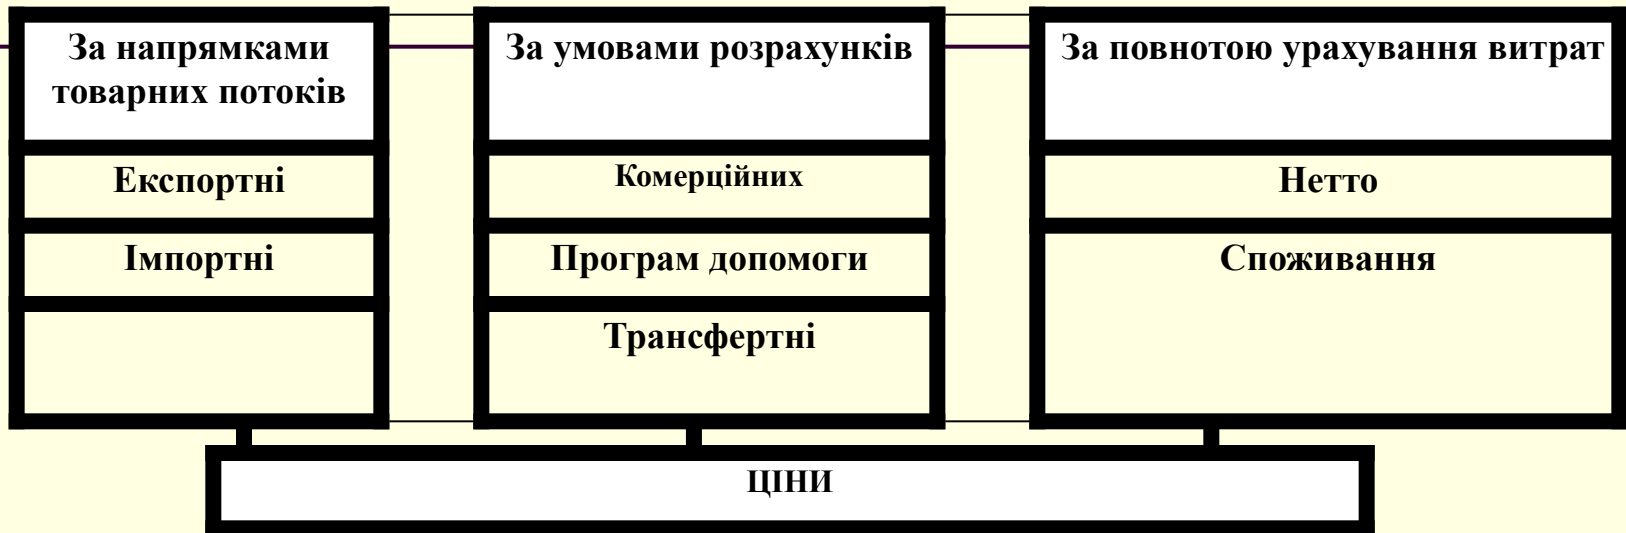 За напрямками
товарних потоків
Експортні
Імпортні
За умовами розрахунків
Комерційних
Програм допомоги
Трансфертні
За повнотою урахування витрат
Нетто
Споживання
ЦІНИ